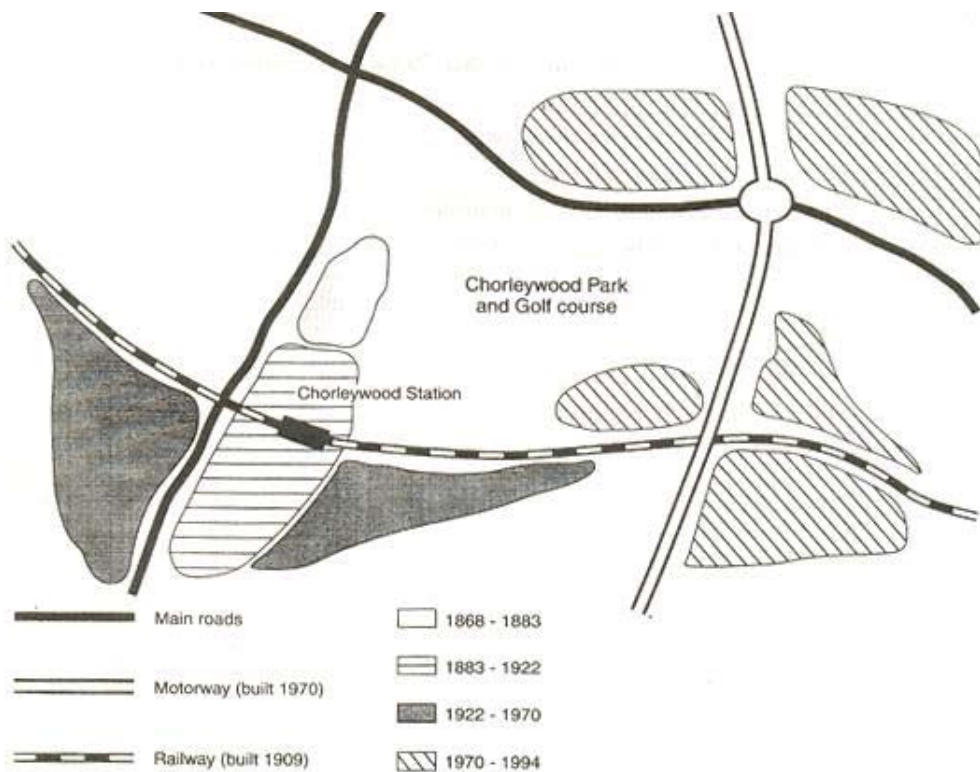 Chorleywood Park
and Golf course
Chorleywood Station
Main roads
Motorway (built 1970)
Railway (built 1909)
1868 - 1883
1883 - 1922
1922 - 1970
1970 - 1994